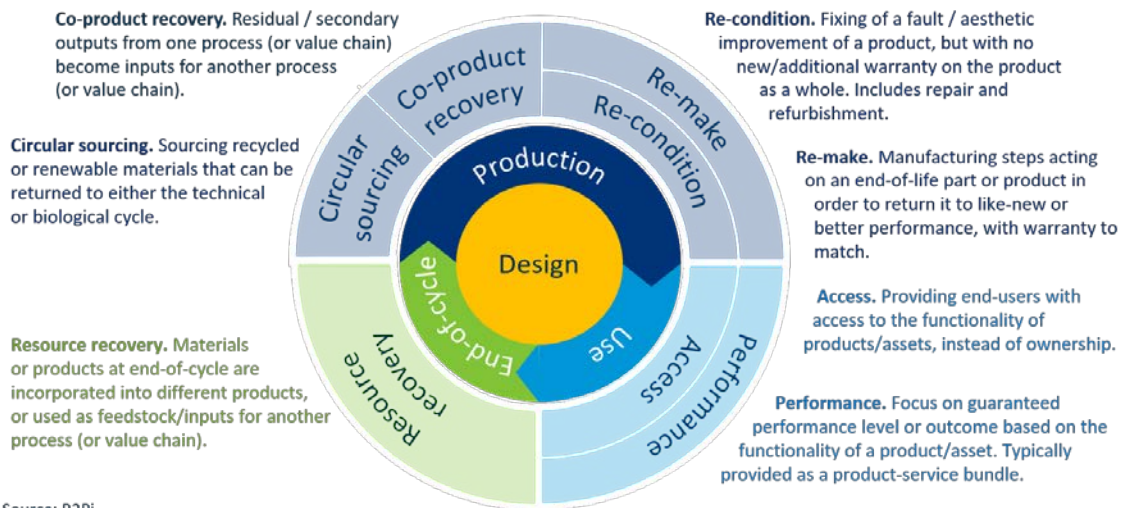 Co-product recovery. Residual / secondary
outputs from one process (or value chain)
become inputs for another process
(or value chain).
Circular sourcing. Sourcing recycled
or renewable materials that can be
returned to either the technical
or biological cycle.
Resource recovery. Materials
or products at end-of-cycle are
incorporated into different products,
or used as feedstock/inputs for another
process (or value chain).
Co-product
recovery
Circular
sourcing
Re-make
Re-condition
Production
Design
End-of-cycle
Use
Resource
recovery
Access
Performance
Re-condition. Fixing of a fault / aesthetic
improvement of a product, but with no
new/additional warranty on the product
as a whole. Includes repair and
refurbishment.
Re-make. Manufacturing steps acting
on an end-of-life part or product in
order to return it to like-new or
better performance, with warranty to
match.
Access. Providing end-users with
access to the functionality of
products/assets, instead of ownership.
Performance. Focus on guaranteed
performance level or outcome based on the
functionality of a product/asset. Typically
provided as a product-service bundle.